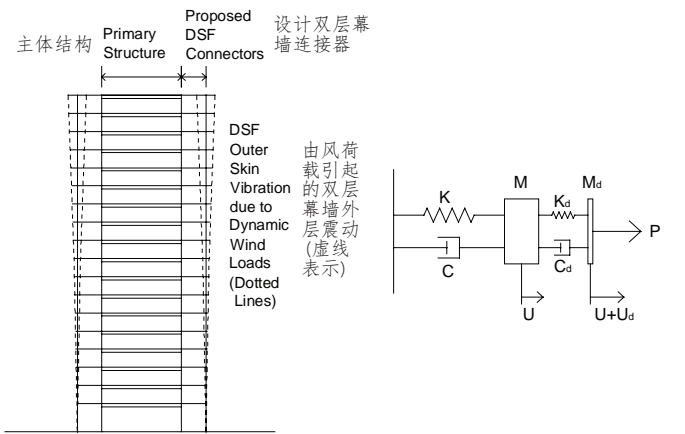 主体结构
Primary
Structure
Proposed
DSF
Connectors
设计双层幕
墙连接器
DSF
Outer
Skin
Vibration
due to
Dynamic
Wind
Loads
(Dotted
Lines)
由风荷
载引起
的双层
幕墙外
层震动
(虚线
表示)
K
C
M
Kd
Cd
Md
P
U
U+Ud